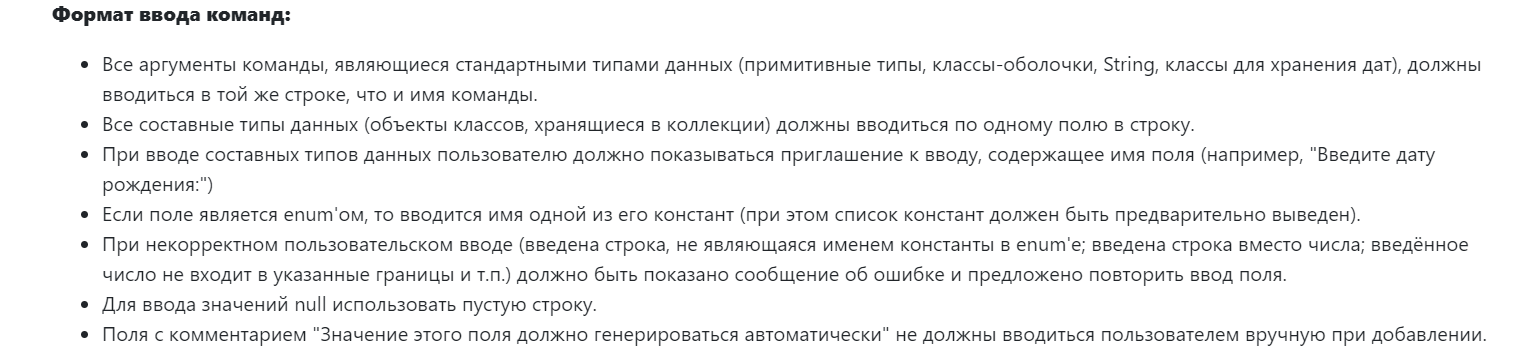 Формат ввода команд:
• Все аргументы команды, являющиеся стандартными типами данных (примитивные типы, классы-оболочки, String, классы для хранения дат), должны
вводиться в той же строке, что и имя команды.
• Все составные типы данных (объекты классов, хранящиеся в коллекции) должны вводиться по одному полю в строку.
• При вводе составных типов данных пользователю должно показываться приглашение к вводу, содержащее имя поля (например, "Введите дату
рождения:")
• Если поле является enum'ом, то вводится имя одной из его констант (при этом список констант должен быть предварительно выведен).
• При некорректном пользовательском вводе (введена строка, не являющаяся именем константы в enum'е; введена строка вместо числа; введённое
число не входит в указанные границы и т.п.) должно быть показано сообщение об ошибке и предложено повторить ввод поля.
• Для ввода значений null использовать пустую строку.
• Поля с комментарием "Значение этого поля должно генерироваться автоматически" не должны вводиться пользователем вручную при добавлении.